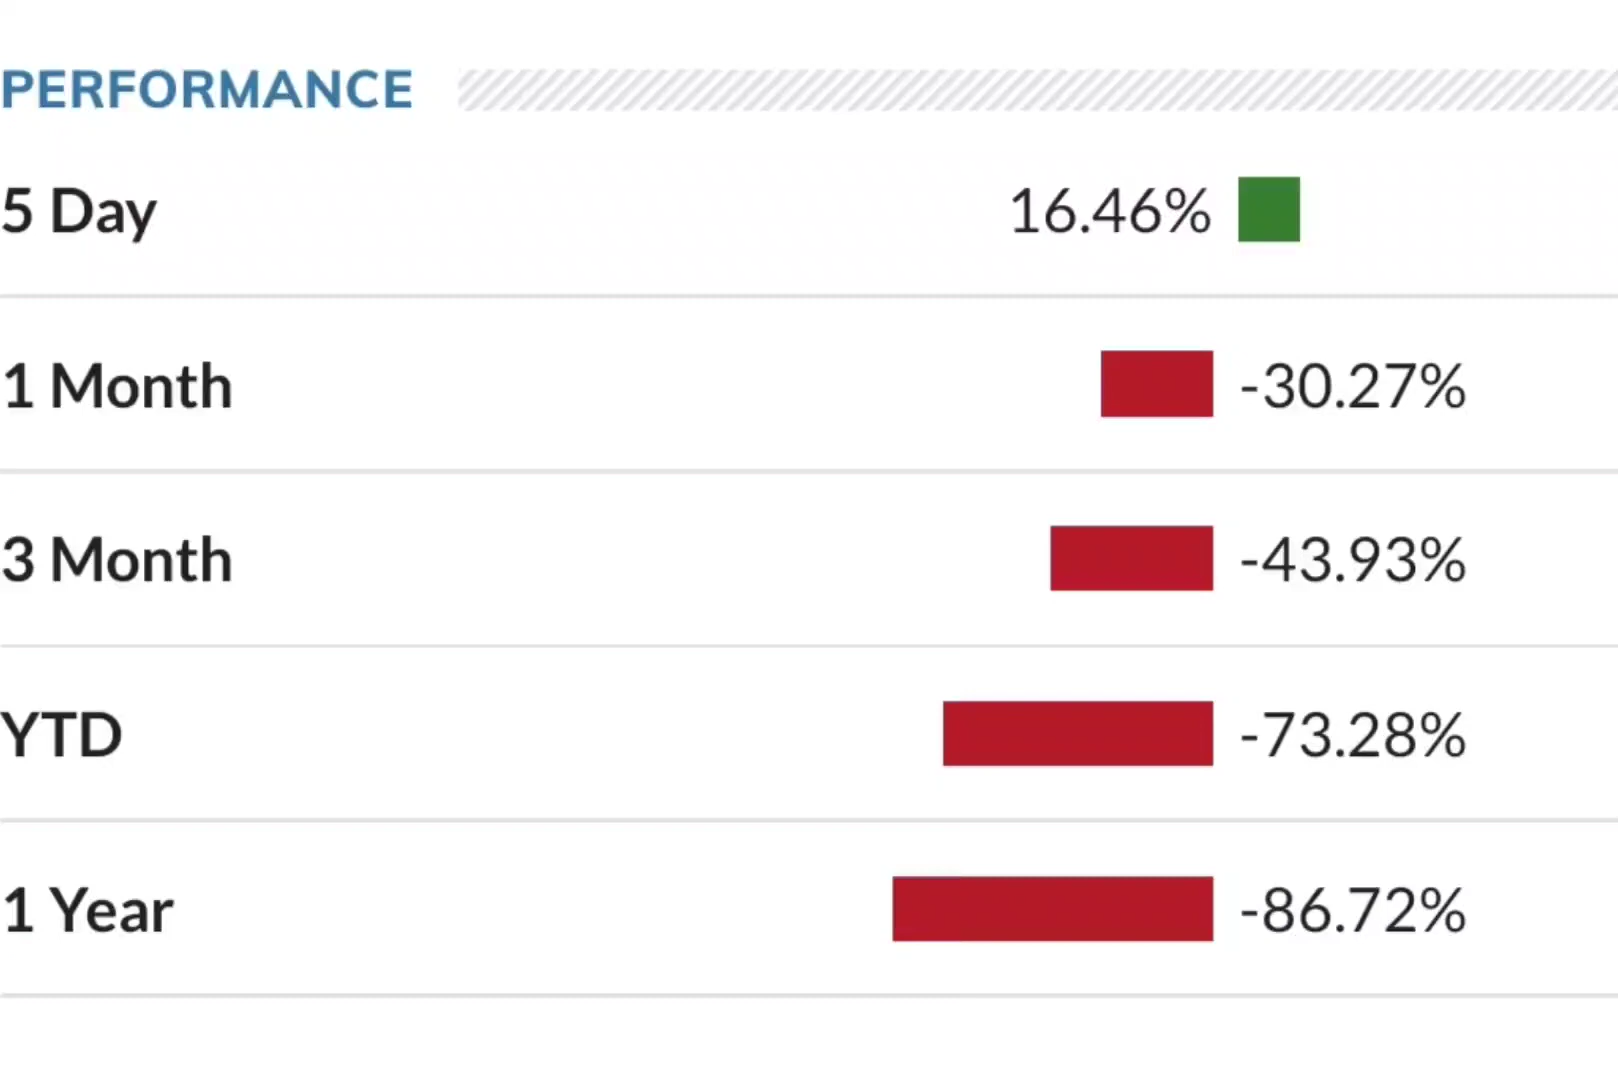 PERFORMANCE
5 Day 16.46%
1 Month -30.27%
3 Month -43.93%
YTD -73.28%
1 Year -86.72%